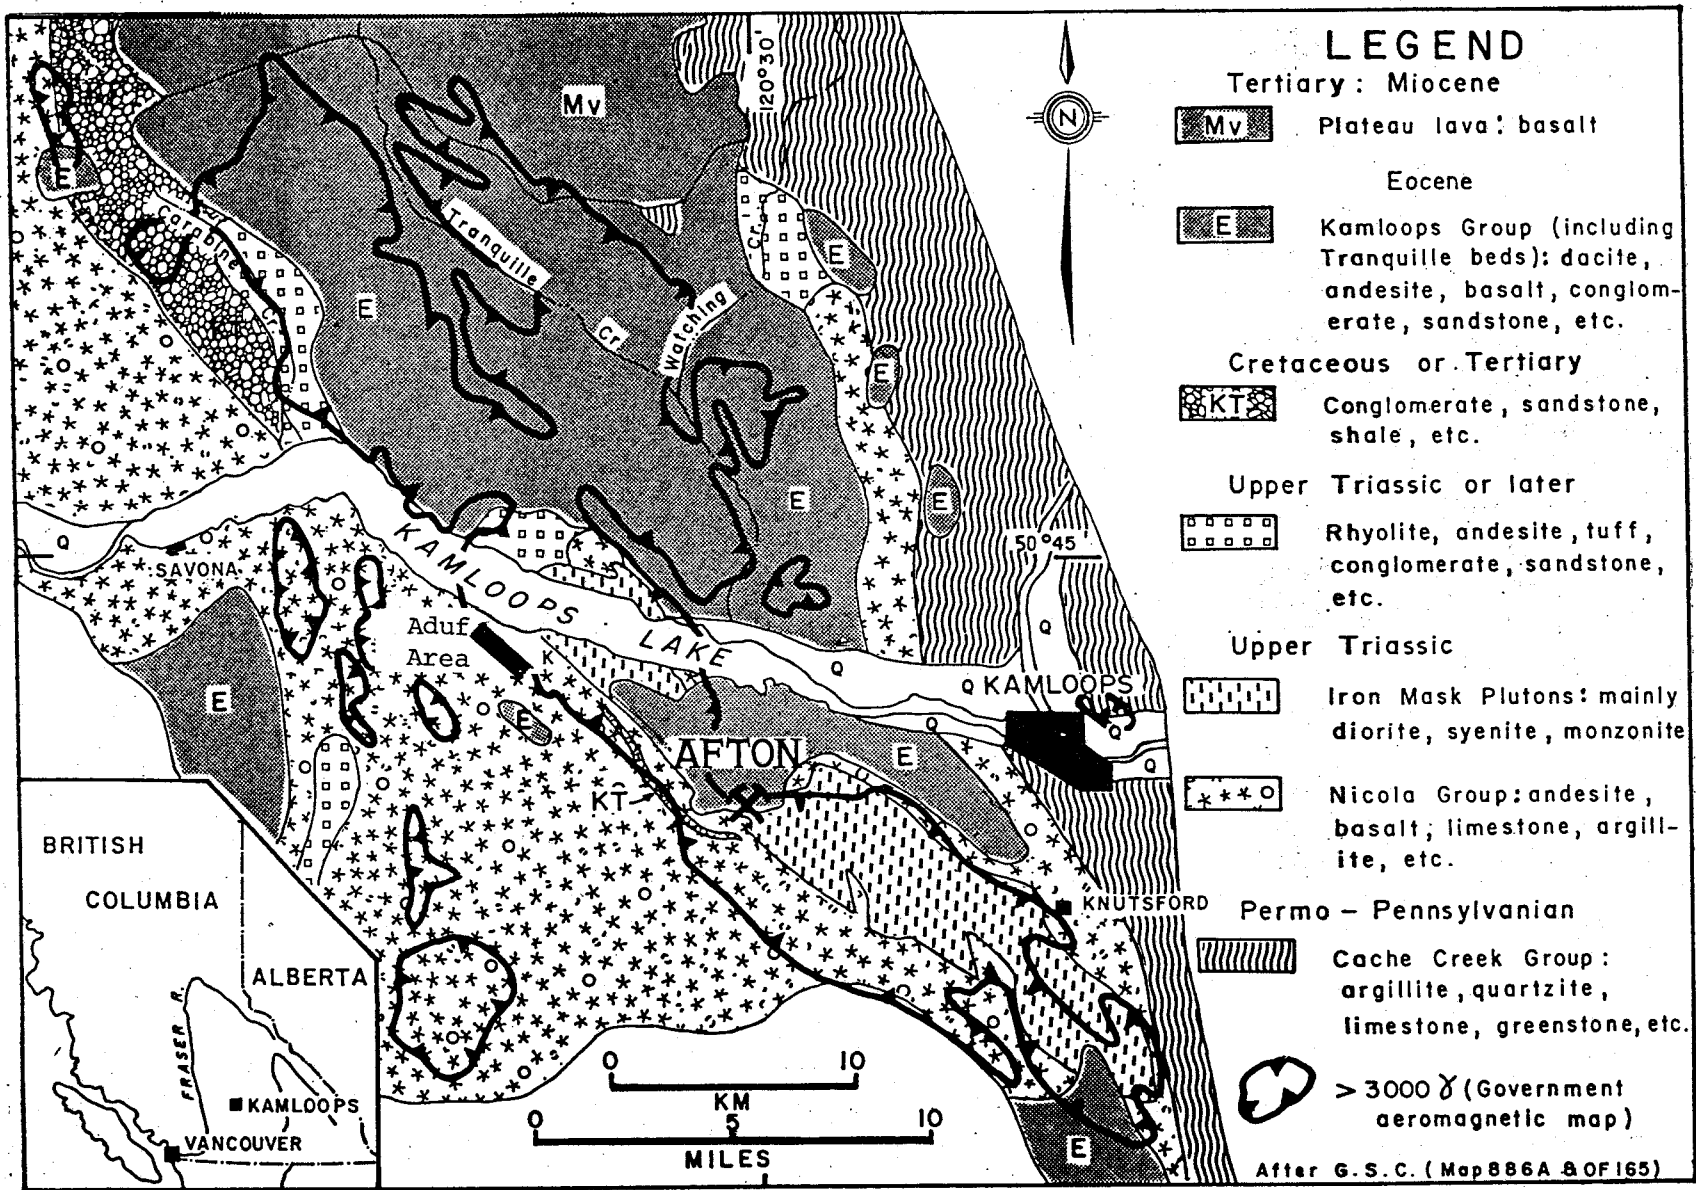 Mv
120°30'
E
Carabine
Cr
Tranquille
Cr
Watching
Cr
E
E
E
E
E
50°45'
Q
SAVONA
KAMLOOPS LAKE
Aduf
Area
E
E
Q
Q
Q KAMLOOPS
Q
Q
Q
AFTON
E
KT
KNUTSFORD
E
BRITISH
COLUMBIA
ALBERTA
FRASER R.
KAMLOOPS
VANCOUVER
0 10
KM
0 5 10
MILES
N
LEGEND
Tertiary: Miocene
Mv Plateau lava: basalt
Eocene
E Kamloops Group (including
Tranquille beds): dacite,
andesite, basalt, conglom-
erate, sandstone, etc.
Cretaceous or Tertiary
KT Conglomerate, sandstone,
shale, etc.
Upper Triassic or later
Rhyolite, andesite, tuff,
conglomerate, sandstone,
etc.
Upper Triassic
Iron Mask Plutons: mainly
diorite, syenite, monzonite
Nicola Group: andesite,
basalt, limestone, argill-
ite, etc.
Permo-Pennsylvanian
Cache Creek Group:
argillite, quartzite,
limestone, greenstone, etc.
> 3000 γ (Government
aeromagnetic map)
After G.S.C. (Map 886A & OF 165)